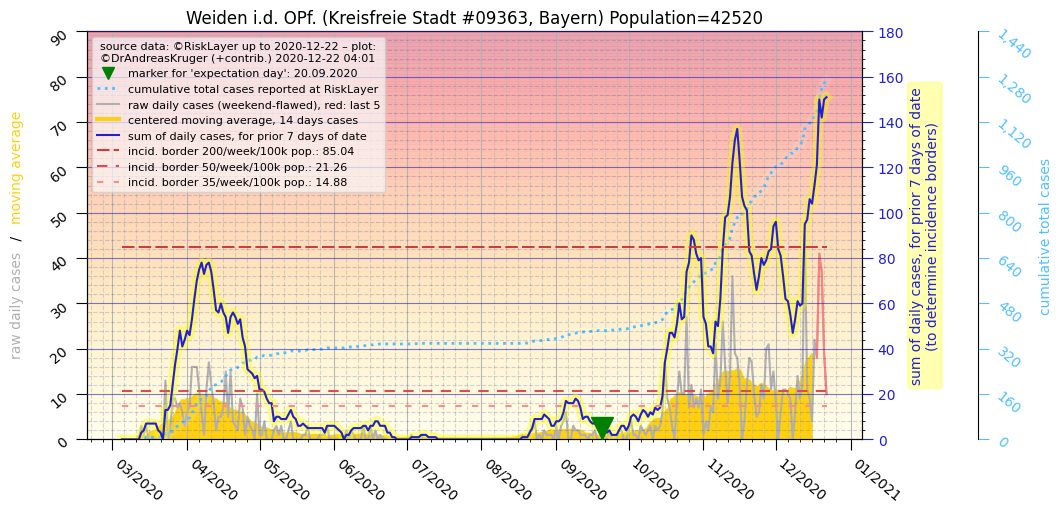 Weiden i.d. OPf. (Kreisfreie Stadt #09363, Bayern) Population=42520
source data: ©RiskLayer up to 2020-12-22 – plot:
©DrAndreasKruger (+contrib.) 2020-12-22 04:01
marker for 'expectation day': 20.09.2020
cumulative total cases reported at RiskLayer
raw daily cases (weekend-flawed), red: last 5
centered moving average, 14 days cases
sum of daily cases, for prior 7 days of date
incid. border 200/week/100k pop.: 85.04
incid. border 50/week/100k pop.: 21.26
incid. border 35/week/100k pop.: 14.88
raw daily cases / moving average
90
80
70
60
50
40
30
20
10
0
03/2020
04/2020
05/2020
06/2020
07/2020
08/2020
09/2020
10/2020
11/2020
12/2020
01/2021
180
160
140
120
100
80
60
40
20
0
sum of daily cases, for prior 7 days of date
(to determine incidence borders)
1,440
1,280
1,120
960
800
640
480
320
160
0
cumulative total cases